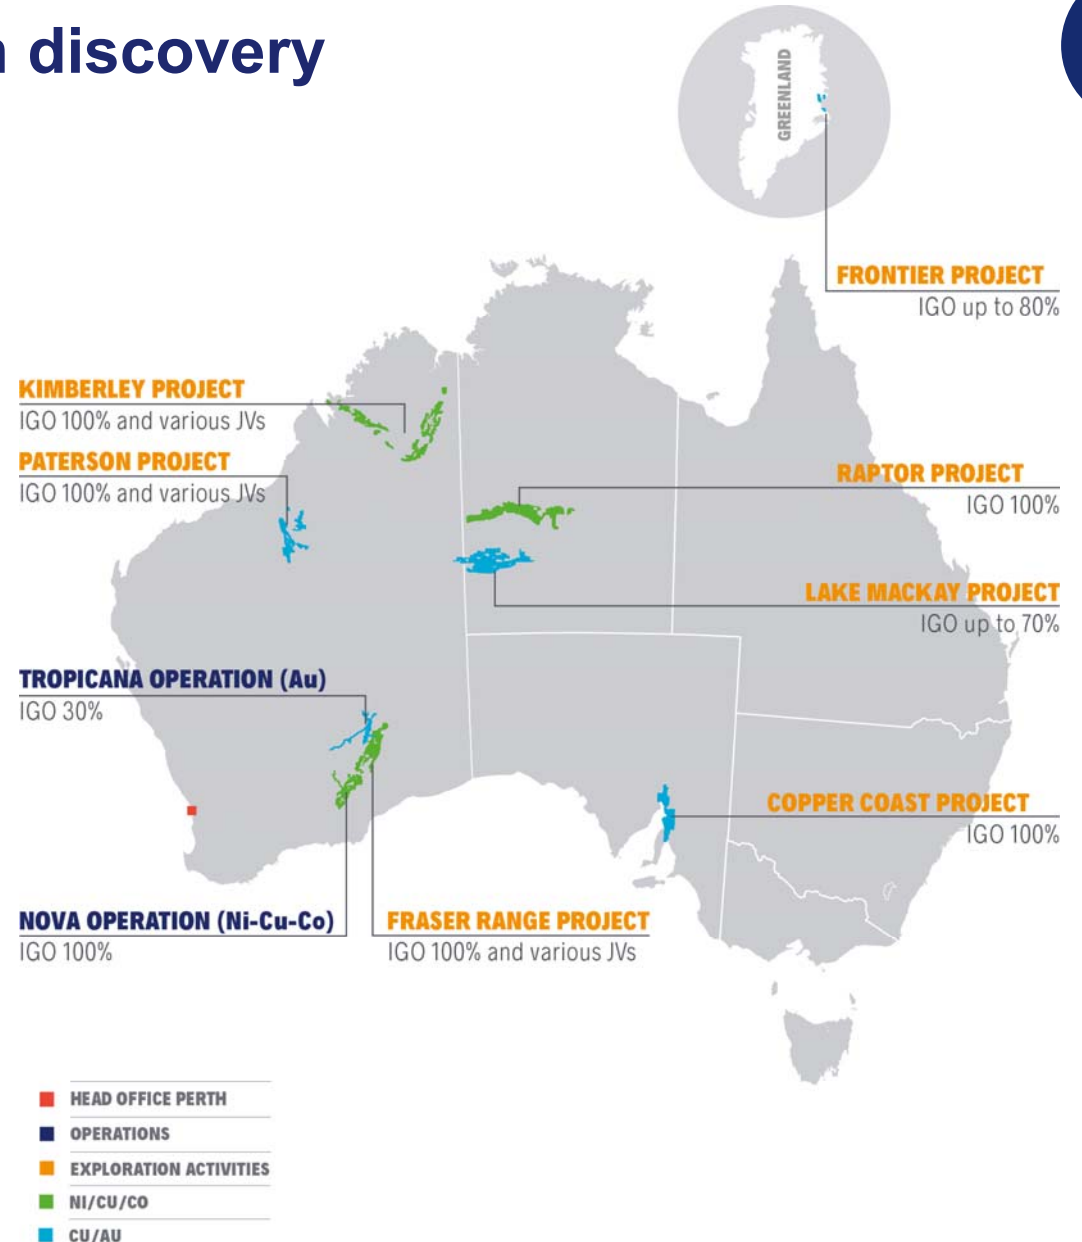 discovery
GREENLAND
FRONTIER PROJECT
IGO up to 80%
KIMBERLEY PROJECT
IGO 100% and various JVs
PATERSON PROJECT
IGO 100% and various JVs
RAPTOR PROJECT
IGO 100%
LAKE MACKAY PROJECT
IGO up to 70%
TROPICANA OPERATION (Au)
IGO 30%
COPPER COAST PROJECT
IGO 100%
NOVA OPERATION (Ni-Cu-Co)
IGO 100%
FRASER RANGE PROJECT
IGO 100% and various JVs
HEAD OFFICE PERTH
OPERATIONS
EXPLORATION ACTIVITIES
NI/CU/CO
CU/AU